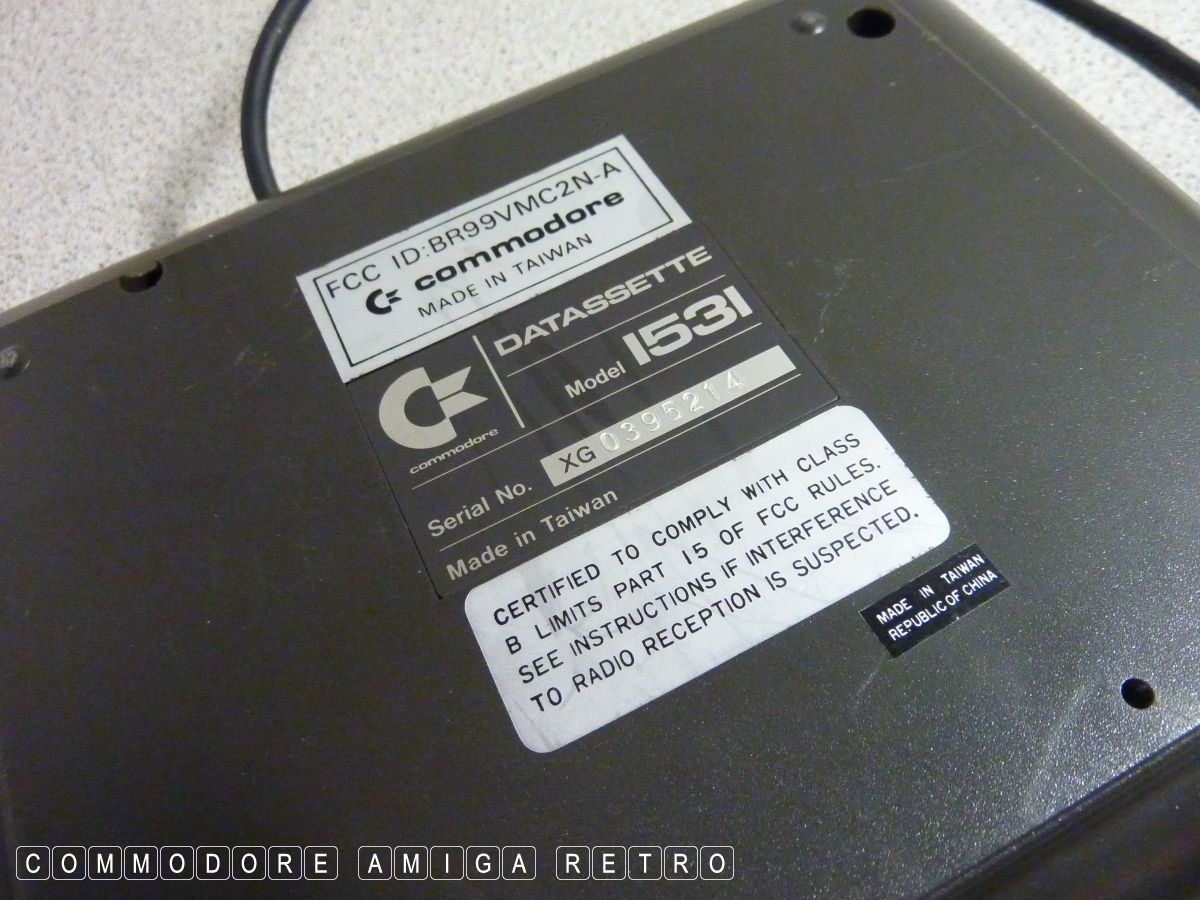 FCC ID:BR99VMC2N-A
commodore
MADE IN TAIWAN
DATASSETTE
Model 1531
commodore
Serial No. XG 0395214
Made in Taiwan
CERTIFIED TO COMPLY WITH CLASS
B LIMITS PART 15 OF FCC RULES.
SEE INSTRUCTIONS IF INTERFERENCE
TO RADIO RECEPTION IS SUSPECTED.
MADE IN TAIWAN
REPUBLIC OF CHINA
COMMODORE AMIGA RETRO